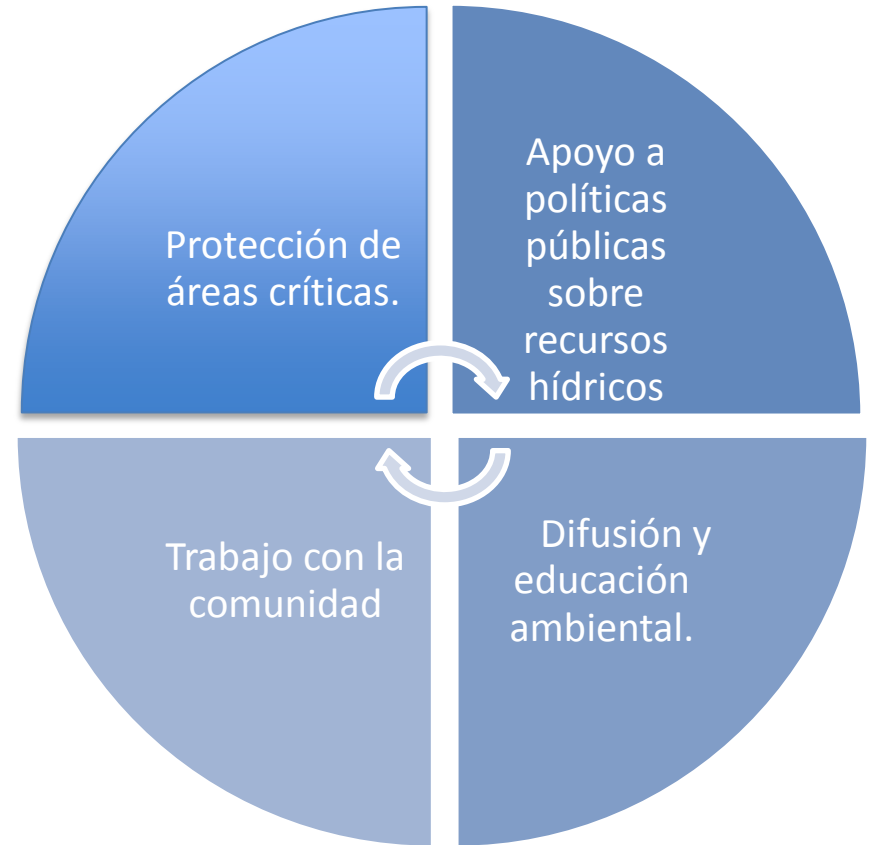 Protección de
áreas críticas.
Apoyo a
políticas
públicas
sobre
recursos
hídricos
Trabajo con la
comunidad
Difusión y
educación
ambiental.